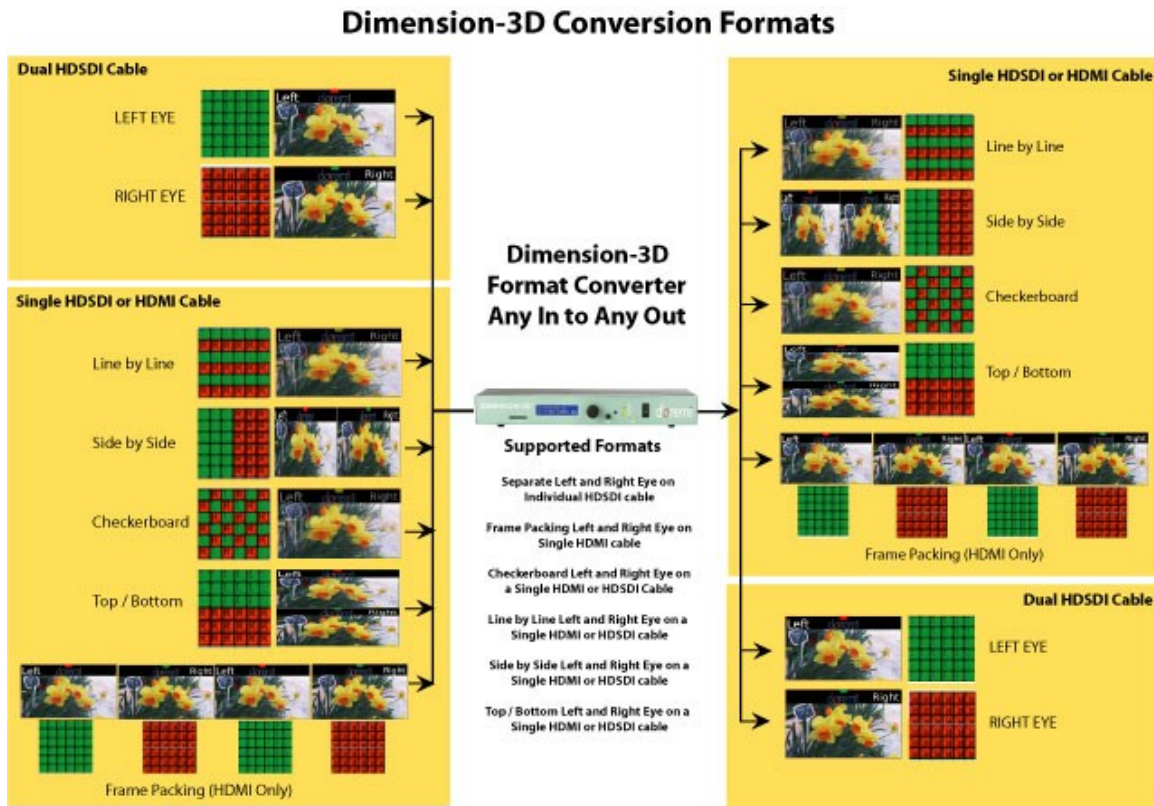 Dimension-3D Conversion Formats
Dual HDSDI Cable
LEFT EYE
Left
RIGHT EYE
Right
Single HDSDI or HDMI Cable
Line by Line
Left Right
Side by Side
Checkerboard
Left Right
Top / Bottom
Left
Right
Left Right Left Right
Frame Packing (HDMI Only)
Dimension-3D
Format Converter
Any In to Any Out
doremi
Supported Formats
Separate Left and Right Eye on
Individual HDSDI cable
Frame Packing Left and Right Eye on
Single HDMI cable
Checkerboard Left and Right Eye on
a Single HDMI or HDSDI Cable
Line by Line Left and Right Eye on a
Single HDMI or HDSDI cable
Side by Side Left and Right Eye on a
Single HDMI or HDSDI cable
Top / Bottom Left and Right Eye on a
Single HDMI or HDSDI cable
Single HDSDI or HDMI Cable
Left Right
Line by Line
Side by Side
Left Right
Checkerboard
Left
Right
Top / Bottom
Left Right Left Right
Frame Packing (HDMI Only)
Dual HDSDI Cable
Left
LEFT EYE
Right
RIGHT EYE